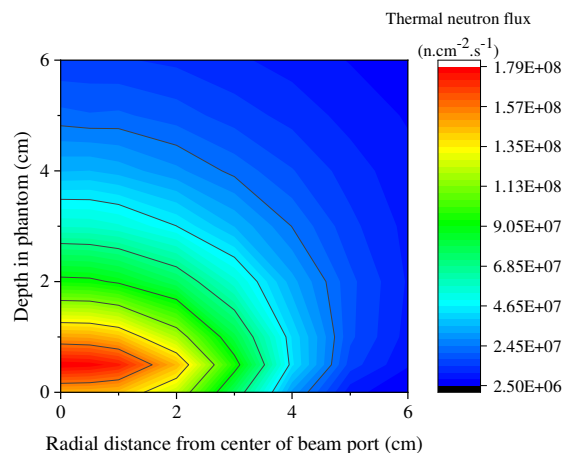 Thermal neutron flux
(n.cm⁻².s⁻¹)
6
4
2
0
Depth in phantom (cm)
0 2 4 6
Radial distance from center of beam port (cm)
1.79E+08
1.57E+08
1.35E+08
1.13E+08
9.05E+07
6.85E+07
4.65E+07
2.45E+07
2.50E+06